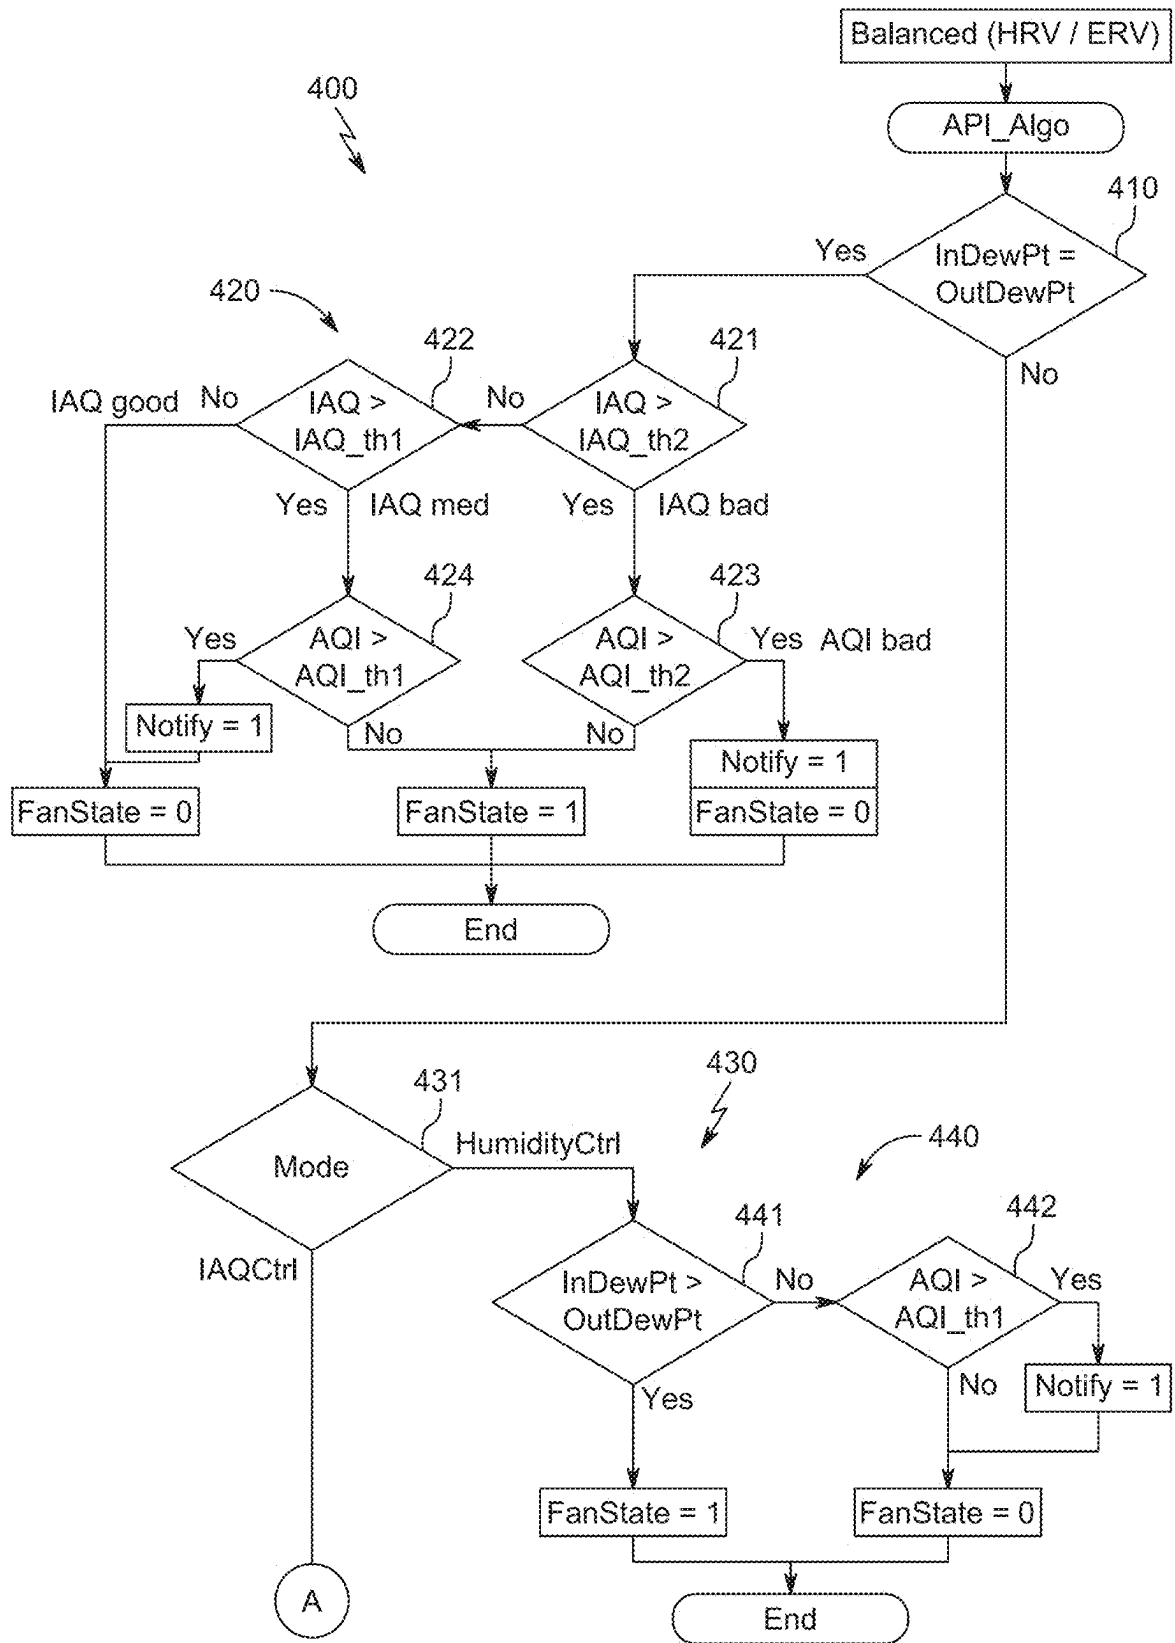 Balanced (HRV / ERV)
400
API_Algo
410
Yes
InDewPt =
OutDewPt
No
420
422
421
IAQ good
No
IAQ >
IAQ_th1
No
IAQ >
IAQ_th2
Yes
IAQ med
Yes
IAQ bad
424
423
Yes
AQI >
AQI_th1
AQI >
AQI_th2
Yes
AQI bad
Notify = 1
No
No
Notify = 1
FanState = 0
FanState = 1
FanState = 0
End
431
430
HumidityCtrl
440
Mode
441
442
IAQCtrl
InDewPt >
OutDewPt
No
AQI >
AQI_th1
Yes
Yes
No
Notify = 1
FanState = 1
FanState = 0
A
End